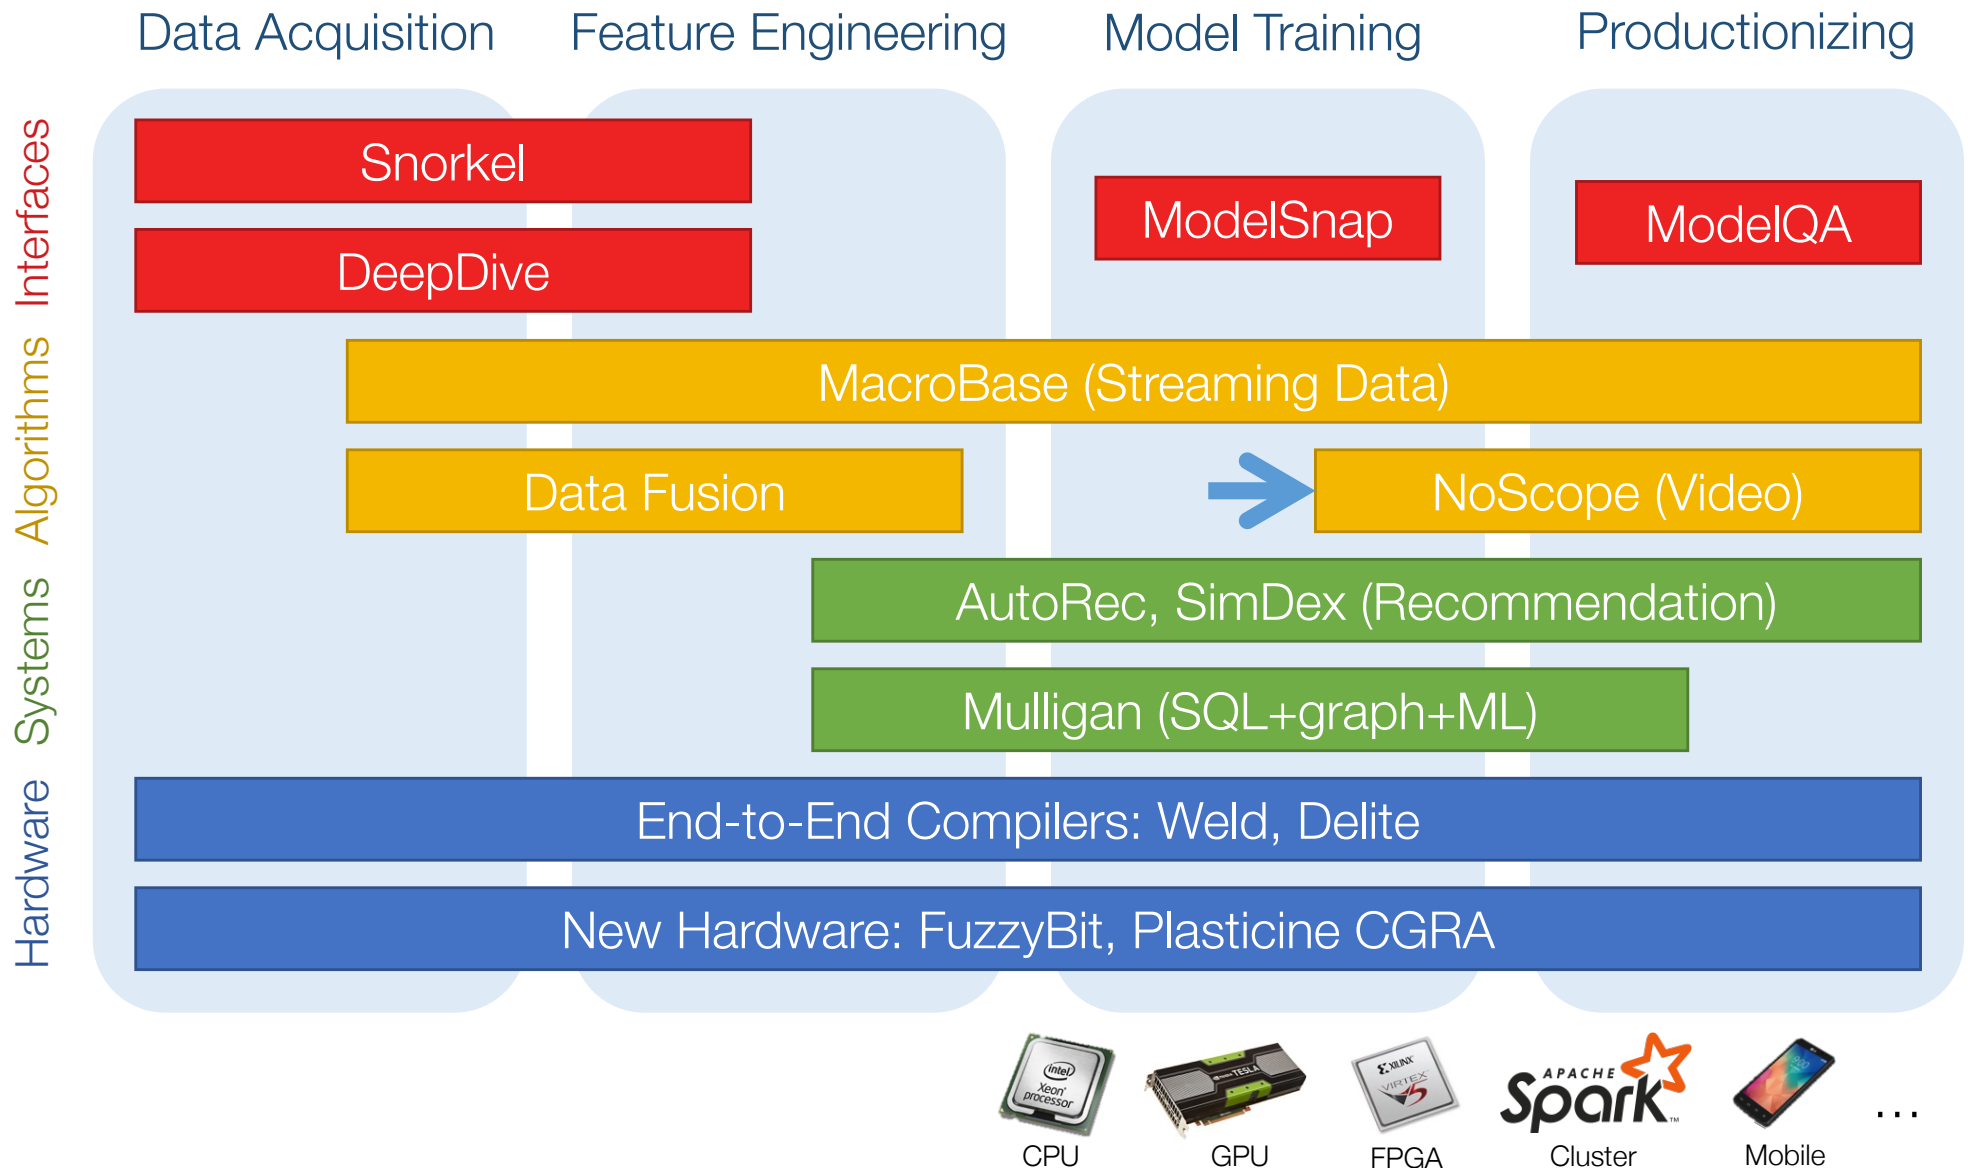 Data Acquisition
Feature Engineering
Model Training
Productionizing
Interfaces
Snorkel
DeepDive
ModelSnap
ModelQA
Algorithms
MacroBase (Streaming Data)
Data Fusion
NoScope (Video)
Systems
AutoRec, SimDex (Recommendation)
Mulligan (SQL+graph+ML)
Hardware
End-to-End Compilers: Weld, Delite
New Hardware: FuzzyBit, Plasticine CGRA
intel
Xeon®
processor
TESLA
XILINX
VIRTEX
5
APACHE
Spark™
...
CPU
GPU
FPGA
Cluster
Mobile